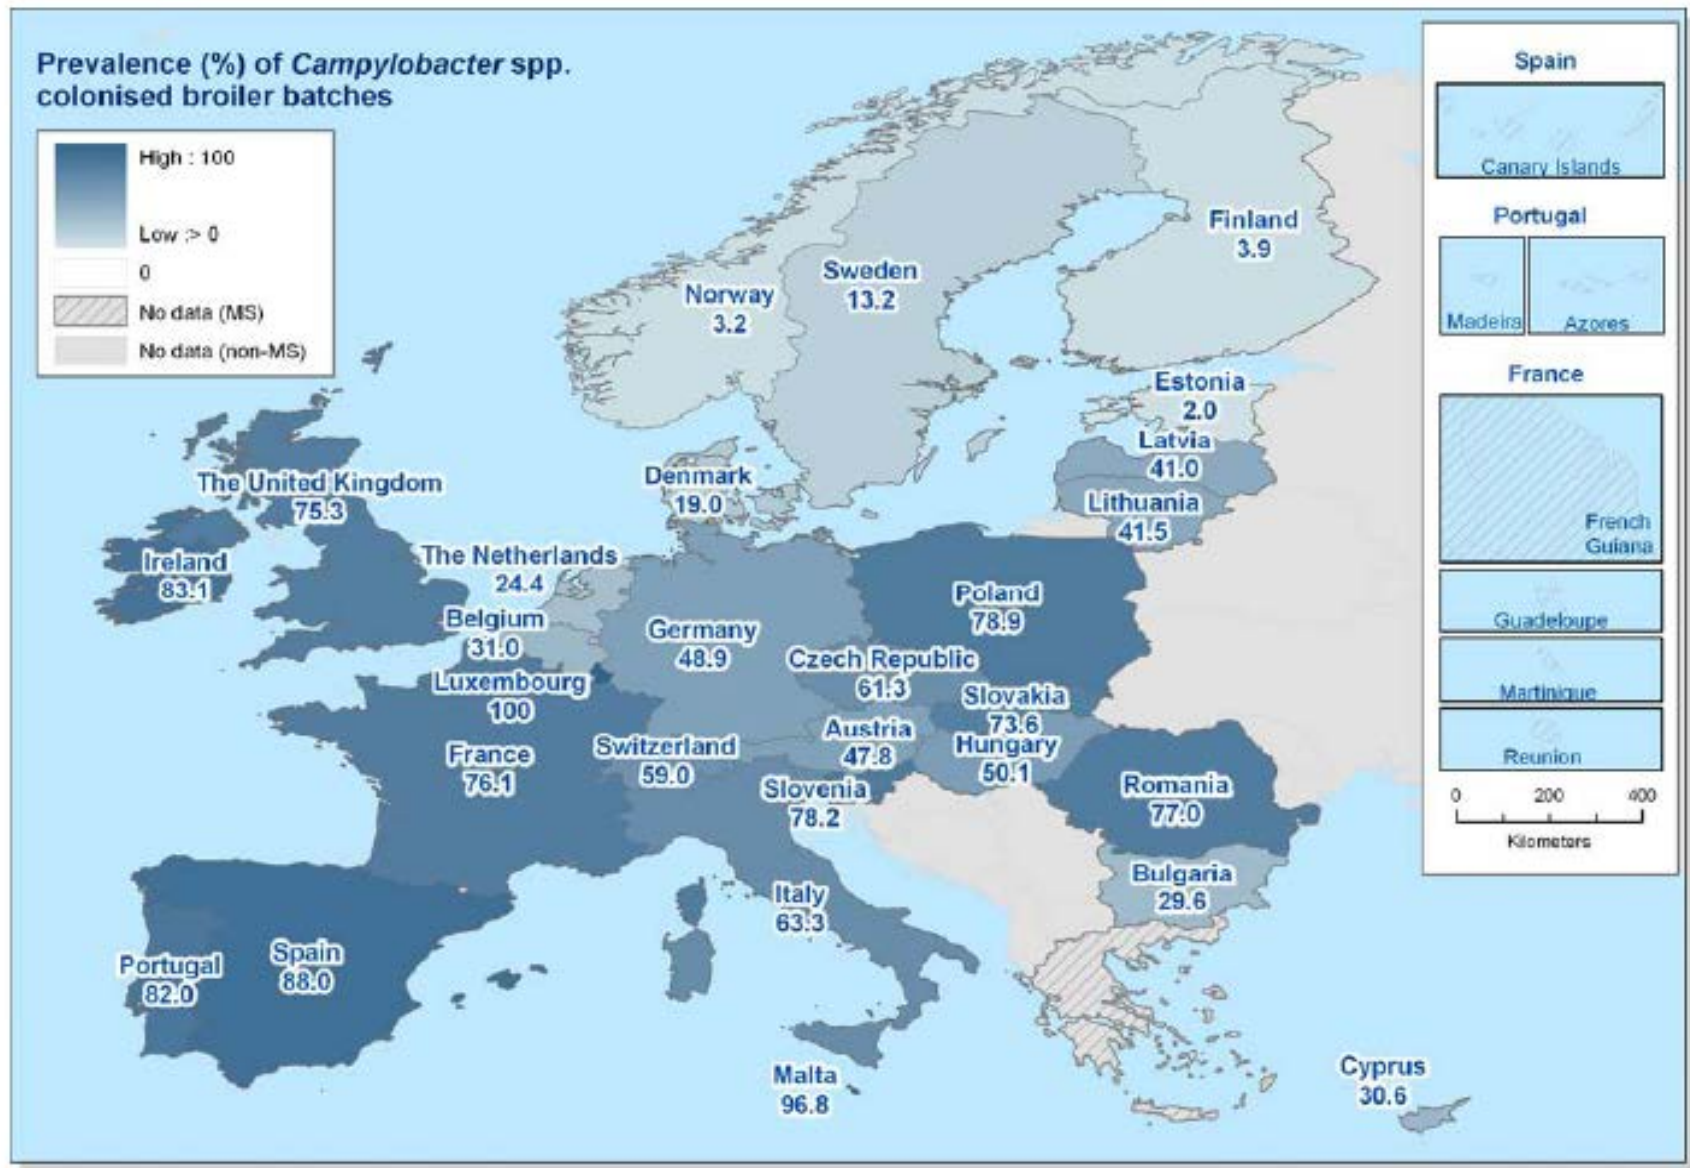 Prevalence (%) of Campylobacter spp.
colonised broiler batches
High : 100
Low :> 0
0
No data (MS)
No data (non-MS)
Finland
3.9
Sweden
13.2
Norway
3.2
Estonia
2.0
Latvia
41.0
Lithuania
41.5
Denmark
19.0
The United Kingdom
75.3
Ireland
83.1
The Netherlands
24.4
Belgium
31.0
Luxembourg
100
Germany
48.9
Poland
78.9
Czech Republic
61.3
Slovakia
73.6
Austria
47.8
Hungary
50.1
Switzerland
59.0
France
76.1
Slovenia
78.2
Romania
77.0
Bulgaria
29.6
Italy
63.3
Portugal
82.0
Spain
88.0
Malta
96.8
Cyprus
30.6
Spain
Canary Islands
Portugal
Madeira
Azores
France
French
Guiana
Guadeloupe
Martinique
Reunion
0 200 400
Kilometers